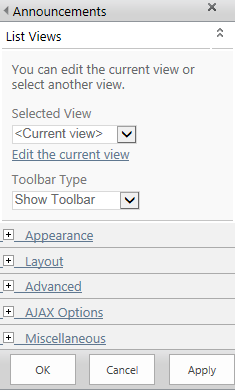 Announcements
List Views
You can edit the current view or
select another view.
Selected View
<Current view>
Edit the current view
Toolbar Type
Show Toolbar
Appearance
Layout
Advanced
AJAX Options
Miscellaneous
OK Cancel Apply